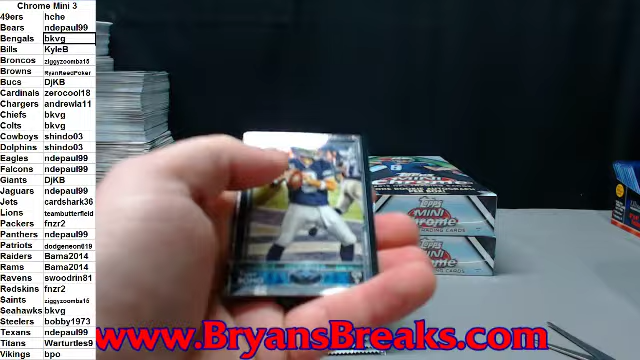 Chrome Mini 3
49ers hche
Bears ndepaul99
Bengals bkvg
Bills KyleB
Broncos ziggyzoomba15
Browns RyanReedPoker
Bucs DjKB
Cardinals zerocool18
Chargers andrewla11
Chiefs bkvg
Colts bkvg
Cowboys shindo03
Dolphins shindo03
Eagles ndepaul99
Falcons ndepaul99
Giants DjKB
Jaguars ndepaul99
Jets cardshark36
Lions teambutterfield
Packers fnzr2
Panthers ndepaul99
Patriots dodgeneon019
Raiders Bama2014
Rams Bama2014
Ravens swoodrin81
Redskins fnzr2
Saints ziggyzoomba15
Seahawks bkvg
Steelers bobby1973
Texans ndepaul99
Titans Warturtles9
Vikings bpo
TOPPS
MINI
CHROME
TRADING CARDS
www.BryansBreaks.com